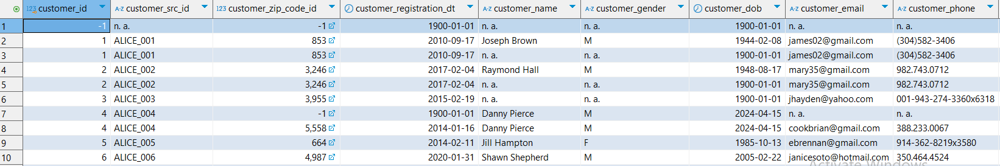 123 customer_id A-Z customer_src_id 123 customer_zip_code_id customer_registration_dt A-Z customer_name A-Z customer_gender customer_dob A-Z customer_email A-Z customer_phone
1 -1 n. a. -1 1900-01-01 n. a. n. a. 1900-01-01 n. a. n. a.
2 1 ALICE_001 853 2010-09-17 Joseph Brown M 1944-02-08 james02@gmail.com (304)582-3406
3 1 ALICE_001 853 2010-09-17 n. a. n. a. 1900-01-01 james02@gmail.com (304)582-3406
4 2 ALICE_002 3,246 2017-02-04 Raymond Hall M 1948-08-17 mary35@gmail.com 982.743.0712
5 2 ALICE_002 3,246 2017-02-04 n. a. n. a. 1900-01-01 mary35@gmail.com 982.743.0712
6 3 ALICE_003 3,955 2015-02-19 n. a. n. a. 1900-01-01 jhayden@yahoo.com 001-943-274-3360x6318
7 4 ALICE_004 -1 1900-01-01 Danny Pierce M 2024-04-15 n. a. n. a.
8 4 ALICE_004 5,558 2014-01-16 Danny Pierce M 2024-04-15 cookbrian@gmail.com 388.233.0067
9 5 ALICE_005 664 2014-02-11 Jill Hampton F 1985-10-13 ebrennan@gmail.com 914-362-8219x3580
10 6 ALICE_006 4,987 2020-01-31 Shawn Shepherd M 2005-02-22 janicesoto@hotmail.com 350.464.4524
Activate Windows